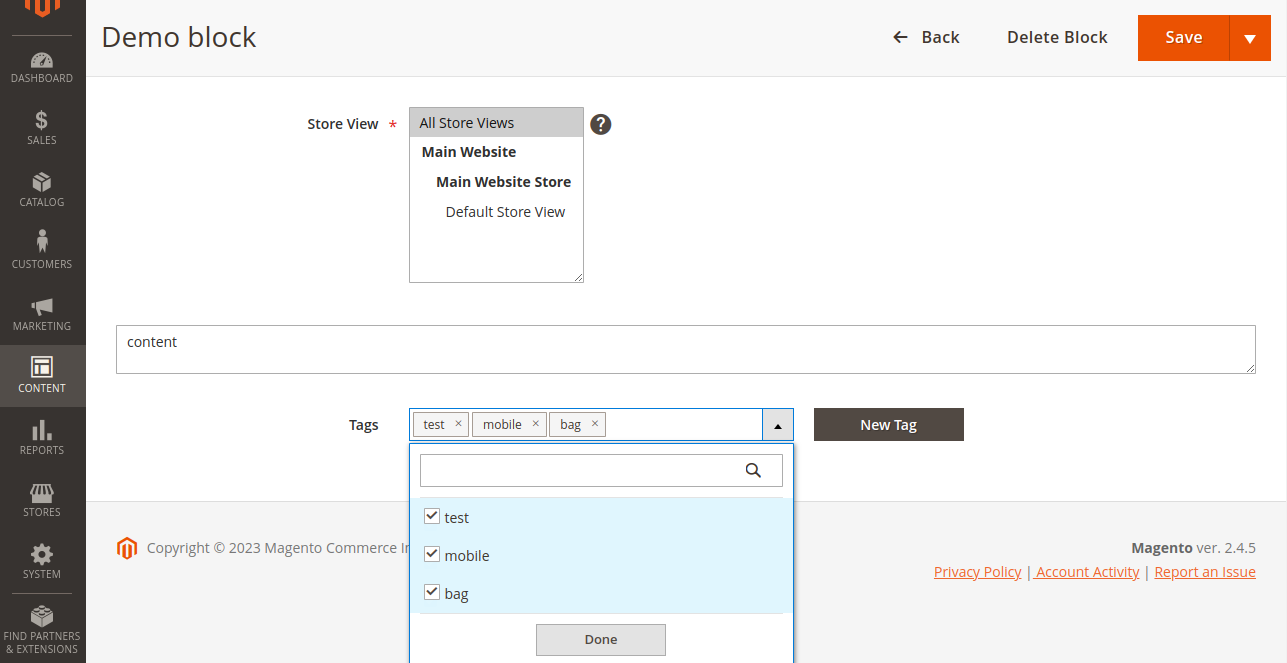 Demo block
Back
Delete Block
Save
DASHBOARD
SALES
CATALOG
CUSTOMERS
MARKETING
CONTENT
REPORTS
STORES
SYSTEM
FIND PARTNERS
& EXTENSIONS
Store View *
All Store Views
Main Website
Main Website Store
Default Store View
?
content
Tags
test ×
mobile ×
bag ×
New Tag
test
mobile
bag
Done
Copyright © 2023 Magento Commerce
Magento ver. 2.4.5
Privacy Policy | Account Activity | Report an Issue